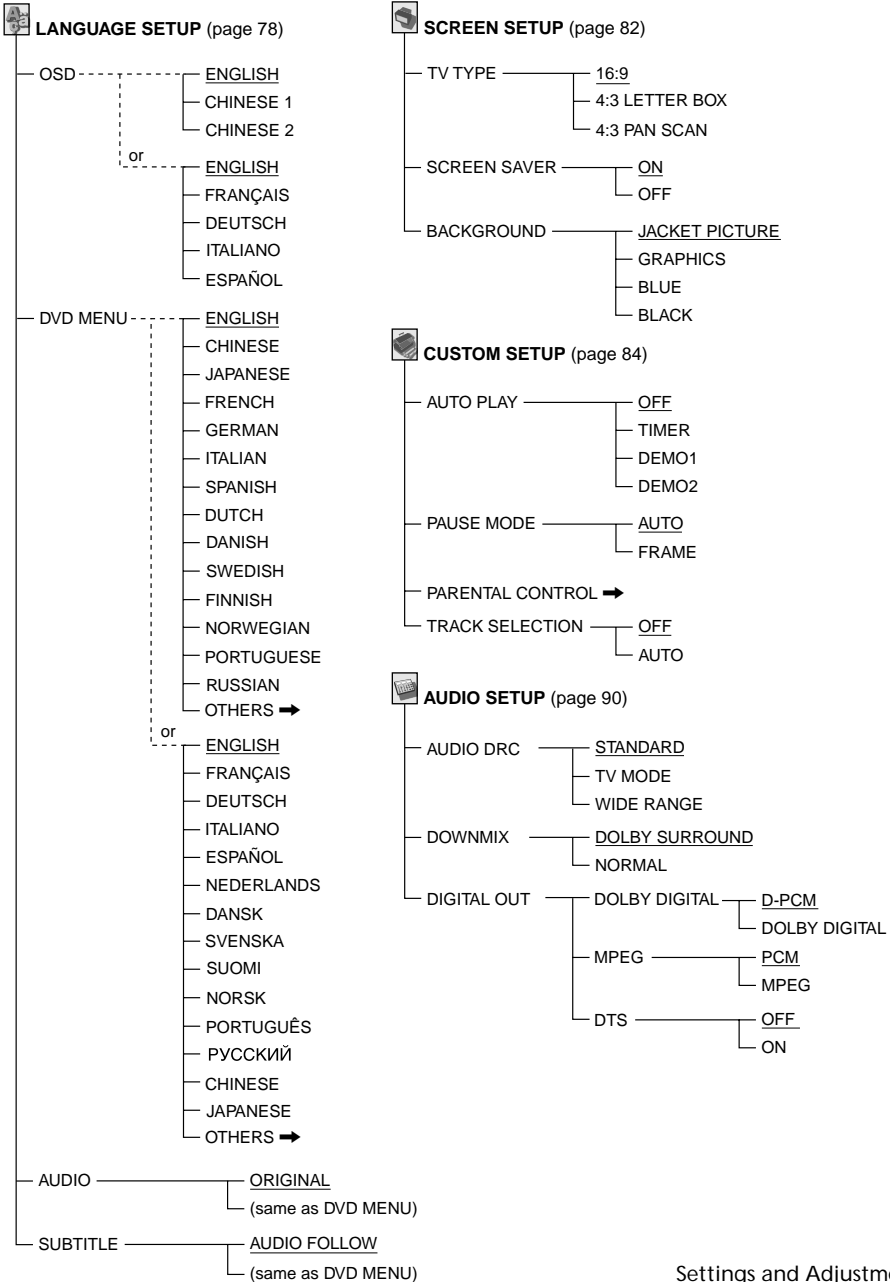 LANGUAGE SETUP (page 78)
OSD
ENGLISH
CHINESE 1
CHINESE 2
or
ENGLISH
FRANÇAIS
DEUTSCH
ITALIANO
ESPAÑOL
DVD MENU
ENGLISH
CHINESE
JAPANESE
FRENCH
GERMAN
ITALIAN
SPANISH
DUTCH
DANISH
SWEDISH
FINNISH
NORWEGIAN
PORTUGUESE
RUSSIAN
OTHERS ➡
or
ENGLISH
FRANÇAIS
DEUTSCH
ITALIANO
ESPAÑOL
NEDERLANDS
DANSK
SVENSKA
SUOMI
NORSK
PORTUGUÊS
РУССКИЙ
CHINESE
JAPANESE
OTHERS ➡
AUDIO
ORIGINAL
(same as DVD MENU)
SUBTITLE
AUDIO FOLLOW
(same as DVD MENU)
SCREEN SETUP (page 82)
TV TYPE
16:9
4:3 LETTER BOX
4:3 PAN SCAN
SCREEN SAVER
ON
OFF
BACKGROUND
JACKET PICTURE
GRAPHICS
BLUE
BLACK
CUSTOM SETUP (page 84)
AUTO PLAY
OFF
TIMER
DEMO1
DEMO2
PAUSE MODE
AUTO
FRAME
PARENTAL CONTROL ➡
TRACK SELECTION
OFF
AUTO
AUDIO SETUP (page 90)
AUDIO DRC
STANDARD
TV MODE
WIDE RANGE
DOWNMIX
DOLBY SURROUND
NORMAL
DIGITAL OUT
DOLBY DIGITAL
D-PCM
DOLBY DIGITAL
MPEG
PCM
MPEG
DTS
OFF
ON
Settings and Adjustme